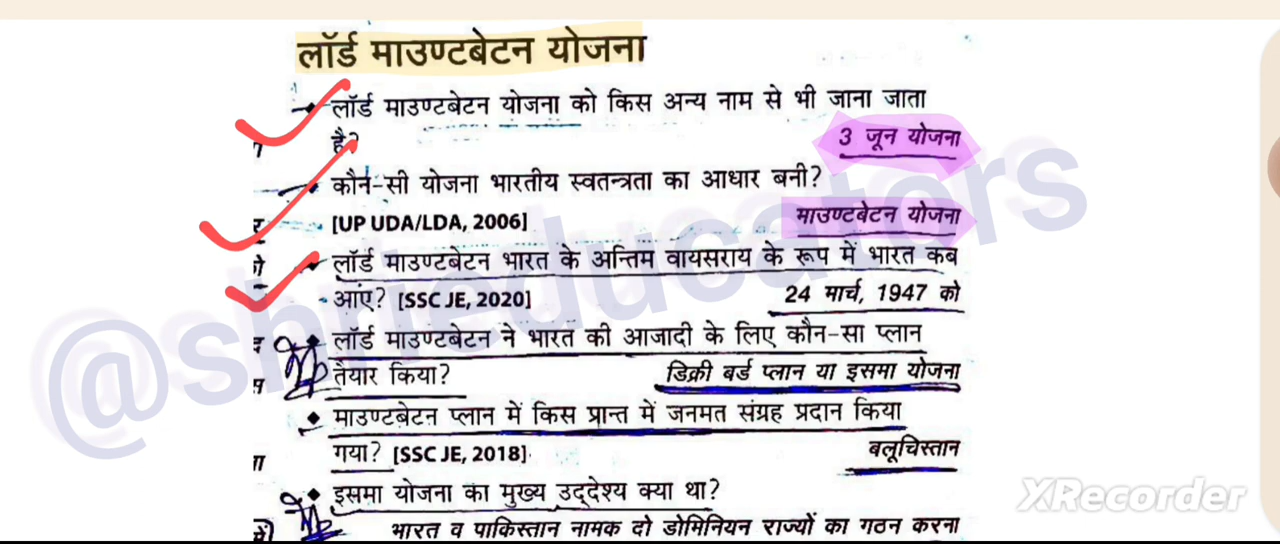 लॉर्ड माउण्टबेटन योजना
लॉर्ड माउण्टबेटन योजना को किस अन्य नाम से भी जाना जाता
है? 3 जून योजना
कौन-सी योजना भारतीय स्वतन्त्रता का आधार बनी?
[UP UDA/LDA, 2006] माउण्टबेटन योजना
लॉर्ड माउण्टबेटन भारत के अन्तिम वायसराय के रूप में भारत कब
आएं? [SSC JE, 2020] 24 मार्च, 1947 को
लॉर्ड माउण्टबेटन ने भारत की आजादी के लिए कौन-सा प्लान
तैयार किया? डिक्री बर्ड प्लान या इसमा योजना
माउण्टबेटन प्लान में किस प्रान्त में जनमत संग्रह प्रदान किया
गया? [SSC JE, 2018] बलूचिस्तान
इसमा योजना का मुख्य उद्देश्य क्या था?
भारत व पाकिस्तान नामक दो डोमिनियन राज्यों का गठन करना
@shrieducators
XRecorder